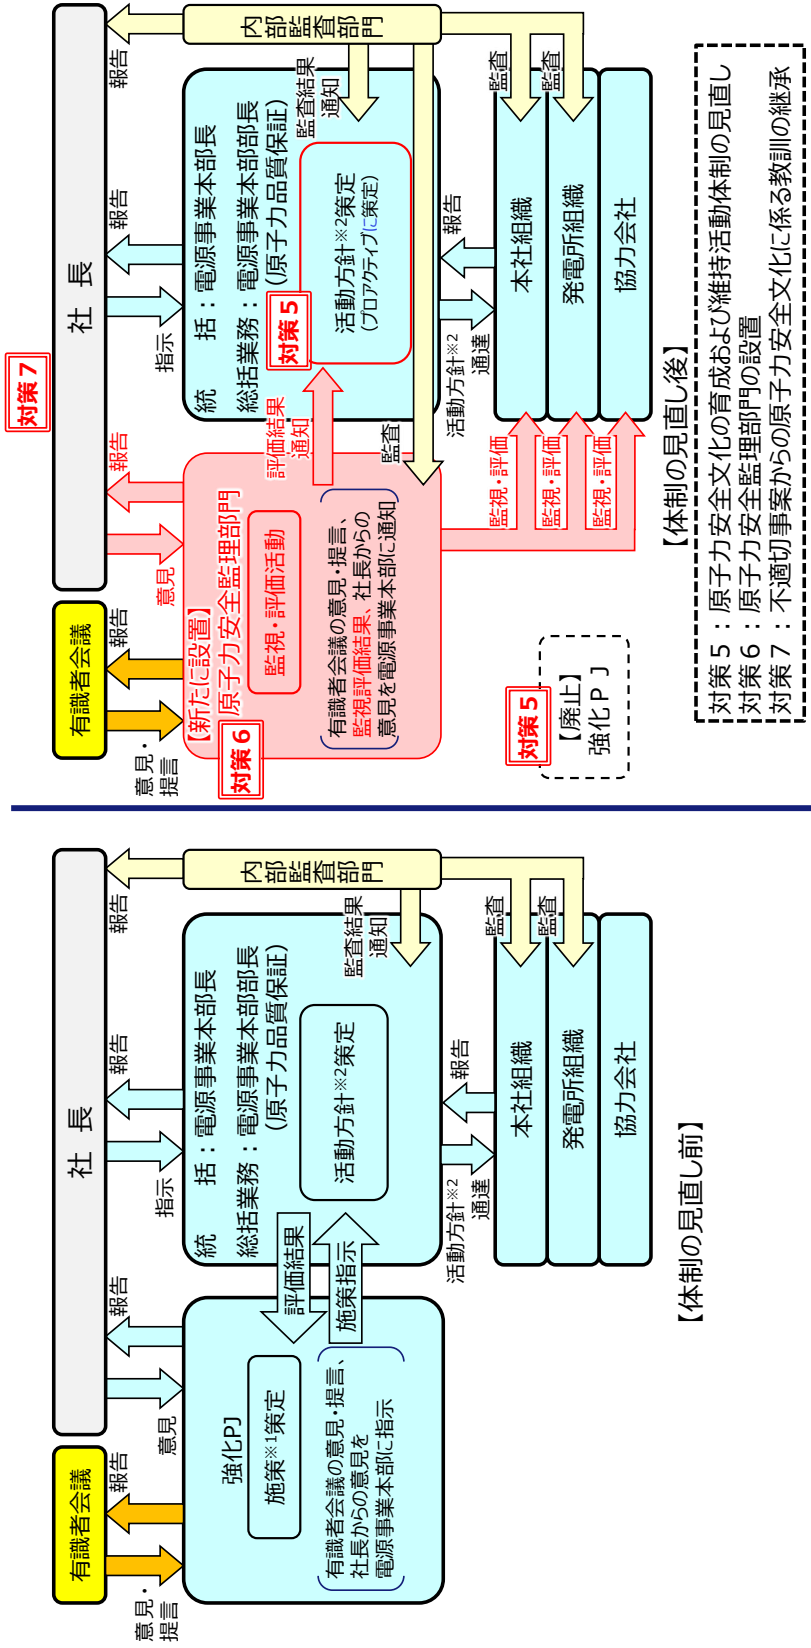 有識者会議
社 長
意見・
提言
報告
意見
報告
指示
報告
報告
強化PJ
施策※1策定
有識者会議の意見・提言、
社長からの意見を
電源事業本部に指示
評価結果
施策指示
統　　括：電源事業本部長
総括業務：電源事業本部部長
（原子力品質保証）
活動方針※2策定
監査結果
通知
内部監査部門
活動方針※2
通達
報告
監査
監査
本社組織
発電所組織
協力会社
【体制の見直し前】
対策７
有識者会議
社 長
意見・
提言
報告
意見
報告
指示
報告
報告
【新たに設置】
原子力安全監理部門
対策６
監視・評価活動
有識者会議の意見・提言、
監視評価結果、社長からの
意見を電源事業本部に通知
評価結果
通知
統　　括：電源事業本部長
総括業務：電源事業本部部長
（原子力品質保証）
対策５
活動方針※2策定
（プロアクティブに策定）
監査結果
通知
内部監査部門
監査
活動方針※2
通達
報告
監査
監査
監視・評価
監視・評価
監視・評価
本社組織
発電所組織
協力会社
対策５
【廃止】
強化ＰＪ
【体制の見直し後】
対策５：原子力安全文化の育成および維持活動体制の見直し
対策６：原子力安全監理部門の設置
対策７：不適切事案からの原子力安全文化に係る教訓の継承